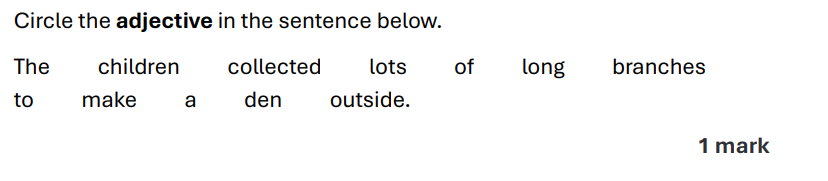 Circle the adjective in the sentence below.
The children collected lots of long branches
to make a den outside.
1 mark